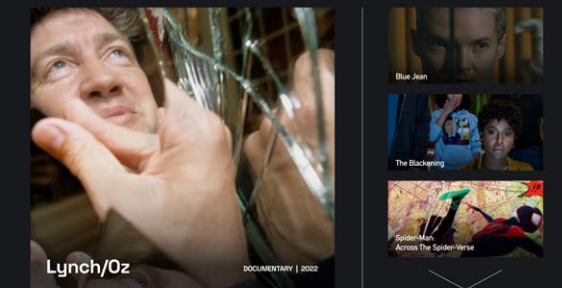 Lynch/Oz
DOCUMENTARY | 2022
Blue Jean
The Blackening
Spider-Man:
Across The Spider-Verse